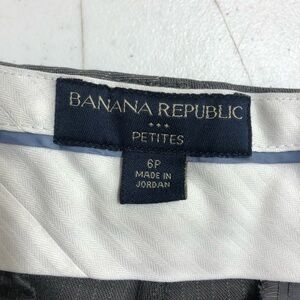 BANANA REPUBLIC
PETITES
6P
MADE IN
JORDAN